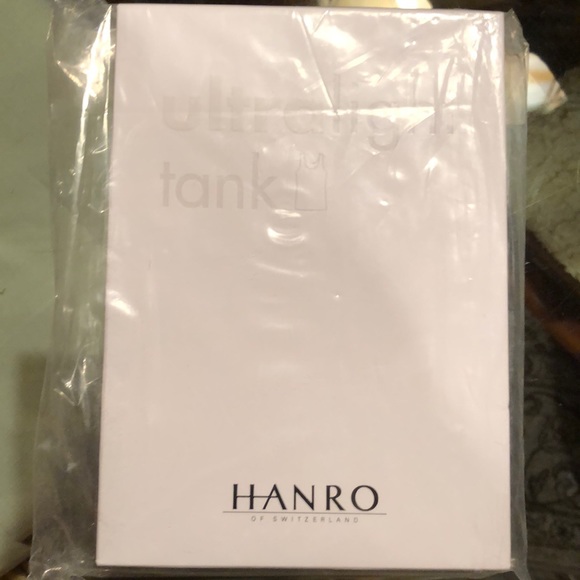 ultralight
tank
HANRO
OF SWITZERLAND